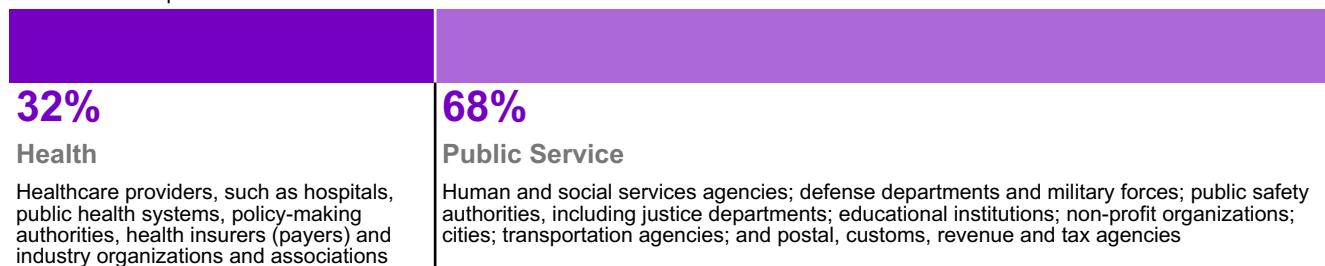 32%
Health
Healthcare providers, such as hospitals,
public health systems, policy-making
authorities, health insurers (payers) and
industry organizations and associations
68%
Public Service
Human and social services agencies; defense departments and military forces; public safety
authorities, including justice departments; educational institutions; non-profit organizations;
cities; transportation agencies; and postal, customs, revenue and tax agencies